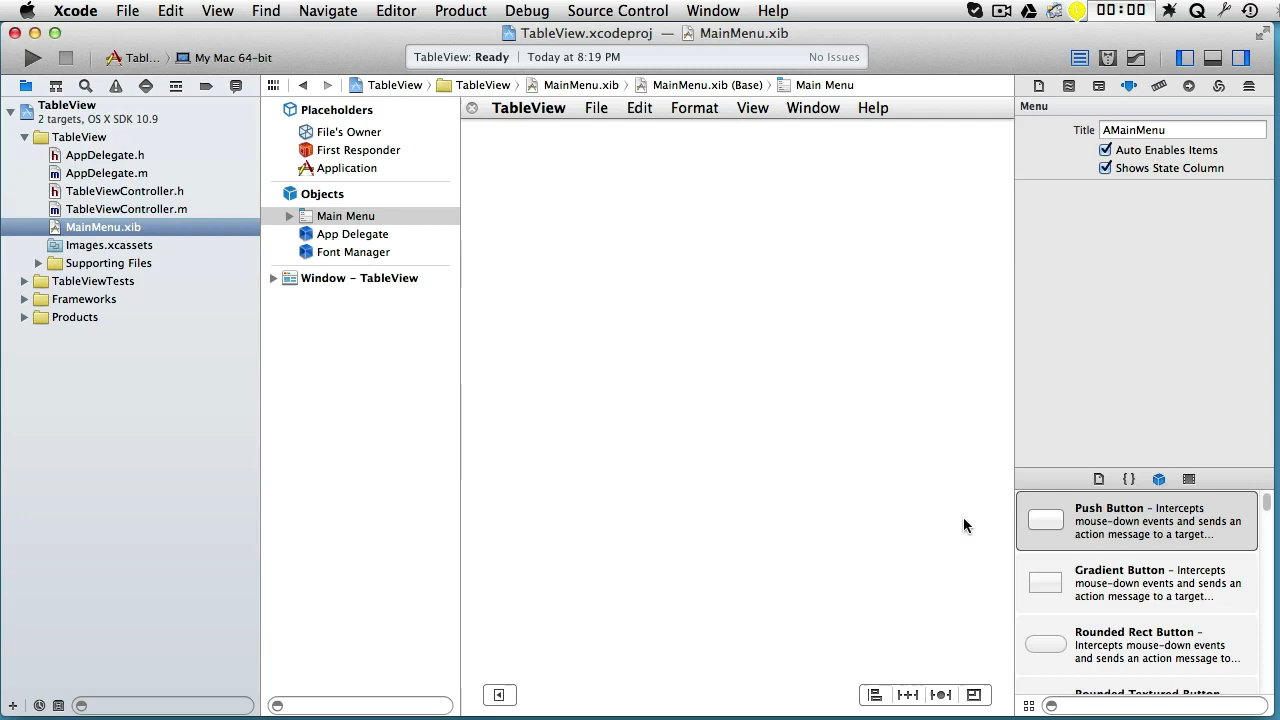 Xcode File Edit View Find Navigate Editor Product Debug Source Control Window Help 00:00
TableView.xcodeproj — MainMenu.xib
Tabl... My Mac 64-bit TableView: Ready Today at 8:19 PM No Issues
TableView TableView MainMenu.xib MainMenu.xib (Base) Main Menu
TableView
2 targets, OS X SDK 10.9
TableView
AppDelegate.h
AppDelegate.m
TableViewController.h
TableViewController.m
MainMenu.xib
Images.xcassets
Supporting Files
TableViewTests
Frameworks
Products
Placeholders
File's Owner
First Responder
Application
Objects
Main Menu
App Delegate
Font Manager
Window – TableView
TableView File Edit Format View Window Help
Menu
Title AMainMenu
Auto Enables Items
Shows State Column
Push Button – Intercepts
mouse-down events and sends an
action message to a target...
Gradient Button – Intercepts
mouse-down events and sends an
action message to a target...
Rounded Rect Button –
Intercepts mouse-down events
and sends an action message to...
Rounded Textured Button